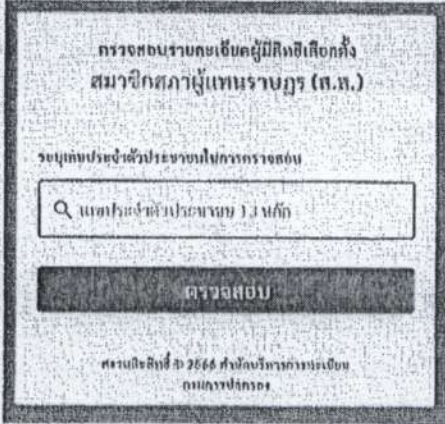 ตรวจสอบรายละเอียดผู้มีสิทธิเลือกตั้ง
สมาชิกสภาผู้แทนราษฎร (ส.ส.)
ระบุเลขประจำตัวประชาชนในการตรวจสอบ
เลขประจำตัวประชาชน 13 หลัก
ตรวจสอบ
สงวนลิขสิทธิ์ © 2566 สำนักบริหารการทะเบียน
กรมการปกครอง